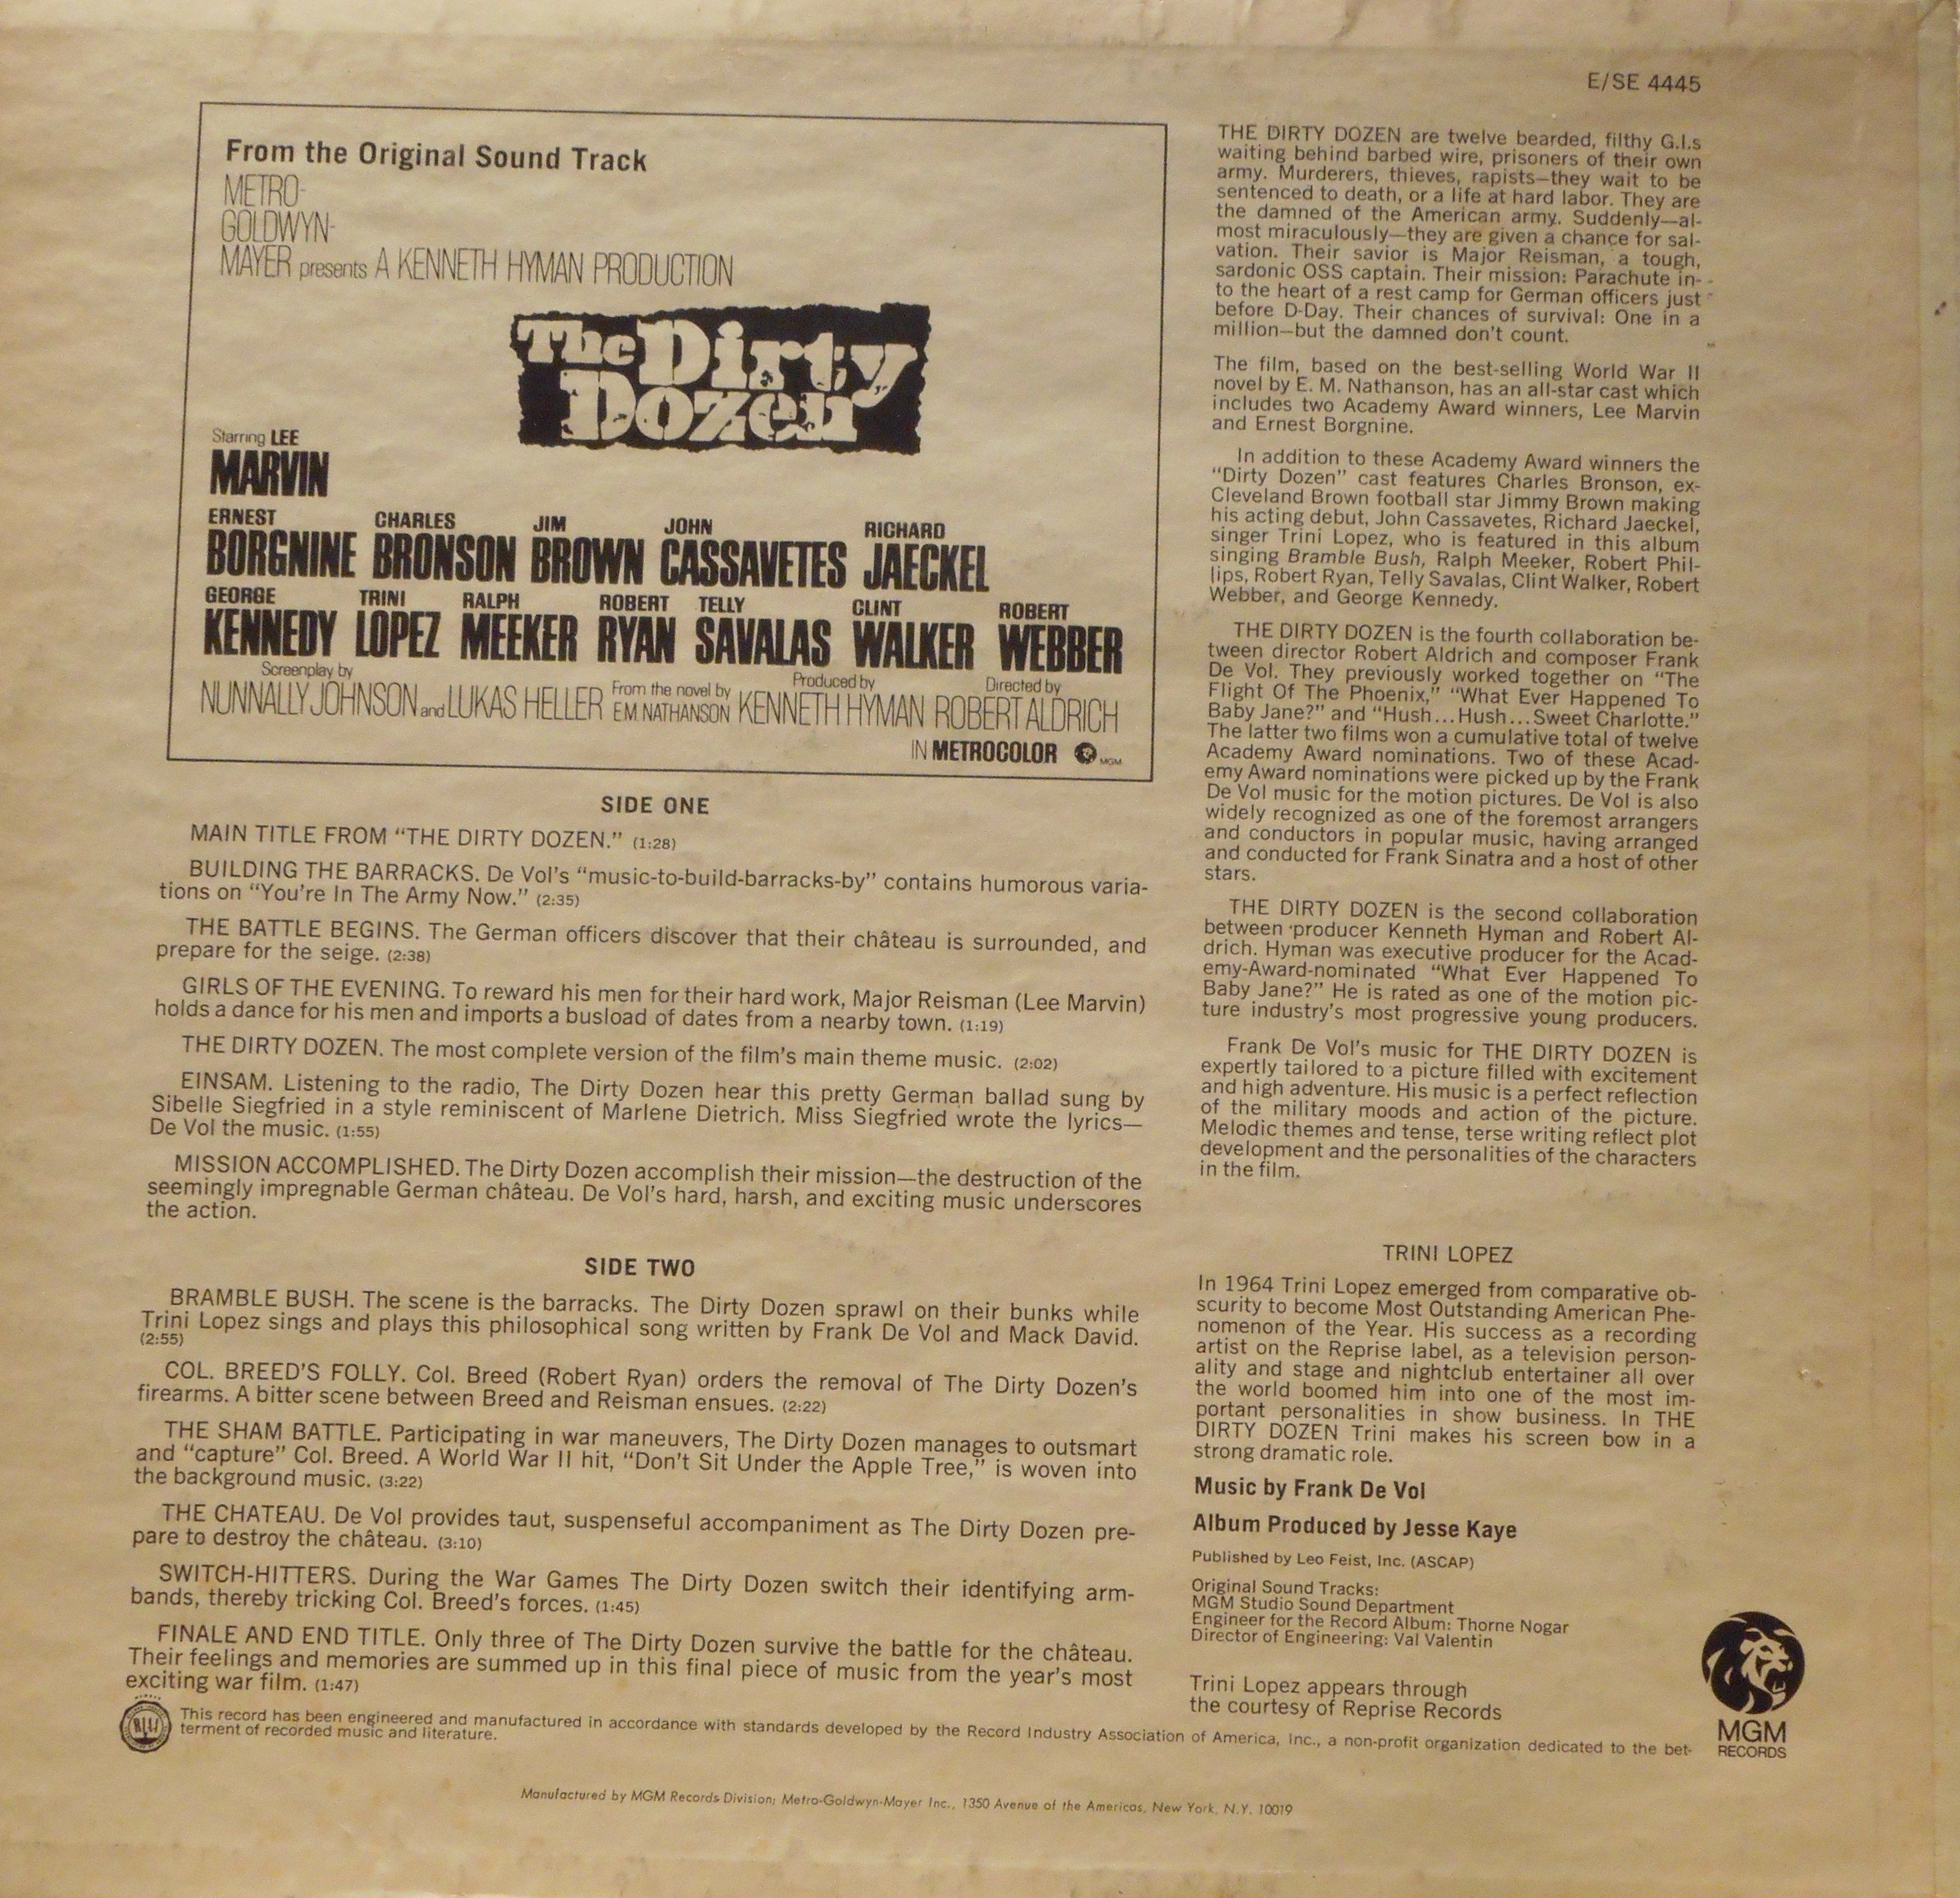 E/SE 4445
From the Original Sound Track
METRO-
GOLDWYN-
MAYER presents A KENNETH HYMAN PRODUCTION
The Dirty
Dozen
Starring LEE
MARVIN
ERNEST CHARLES JIM JOHN RICHARD
BORGNINE BRONSON BROWN CASSAVETES JAECKEL
GEORGE TRINI RALPH ROBERT TELLY CLINT ROBERT
KENNEDY LOPEZ MEEKER RYAN SAVALAS WALKER WEBBER
Screenplay by From the novel by Produced by Directed by
NUNNALLY JOHNSON and LUKAS HELLER E.M. NATHANSON KENNETH HYMAN ROBERT ALDRICH
IN METROCOLOR MGM
SIDE ONE
MAIN TITLE FROM “THE DIRTY DOZEN.” (1:28)
BUILDING THE BARRACKS. De Vol’s “music-to-build-barracks-by” contains humorous varia-
tions on “You’re In The Army Now.” (2:35)
THE BATTLE BEGINS. The German officers discover that their château is surrounded, and
prepare for the seige. (2:38)
GIRLS OF THE EVENING. To reward his men for their hard work, Major Reisman (Lee Marvin)
holds a dance for his men and imports a busload of dates from a nearby town. (1:19)
THE DIRTY DOZEN. The most complete version of the film’s main theme music. (2:02)
EINSAM. Listening to the radio, The Dirty Dozen hear this pretty German ballad sung by
Sibelle Siegfried in a style reminiscent of Marlene Dietrich. Miss Siegfried wrote the lyrics—
De Vol the music. (1:55)
MISSION ACCOMPLISHED. The Dirty Dozen accomplish their mission—the destruction of the
seemingly impregnable German château. De Vol’s hard, harsh, and exciting music underscores
the action.
SIDE TWO
BRAMBLE BUSH. The scene is the barracks. The Dirty Dozen sprawl on their bunks while
Trini Lopez sings and plays this philosophical song written by Frank De Vol and Mack David.
(2:55)
COL. BREED’S FOLLY. Col. Breed (Robert Ryan) orders the removal of The Dirty Dozen’s
firearms. A bitter scene between Breed and Reisman ensues. (2:22)
THE SHAM BATTLE. Participating in war maneuvers, The Dirty Dozen manages to outsmart
and “capture” Col. Breed. A World War II hit, “Don’t Sit Under the Apple Tree,” is woven into
the background music. (3:22)
THE CHATEAU. De Vol provides taut, suspenseful accompaniment as The Dirty Dozen pre-
pare to destroy the château. (3:10)
SWITCH-HITTERS. During the War Games The Dirty Dozen switch their identifying arm-
bands, thereby tricking Col. Breed’s forces. (1:45)
FINALE AND END TITLE. Only three of The Dirty Dozen survive the battle for the château.
Their feelings and memories are summed up in this final piece of music from the year’s most
exciting war film. (1:47)
THE DIRTY DOZEN are twelve bearded, filthy G.I.s
waiting behind barbed wire, prisoners of their own
army. Murderers, thieves, rapists—they wait to be
sentenced to death, or a life at hard labor. They are
the damned of the American army. Suddenly—al-
most miraculously—they are given a chance for sal-
vation. Their savior is Major Reisman, a tough,
sardonic OSS captain. Their mission: Parachute in-
to the heart of a rest camp for German officers just
before D-Day. Their chances of survival: One in a
million—but the damned don’t count.
The film, based on the best-selling World War II
novel by E. M. Nathanson, has an all-star cast which
includes two Academy Award winners, Lee Marvin
and Ernest Borgnine.
In addition to these Academy Award winners the
“Dirty Dozen” cast features Charles Bronson, ex-
Cleveland Brown football star Jimmy Brown making
his acting debut, John Cassavetes, Richard Jaeckel,
singer Trini Lopez, who is featured in this album
singing Bramble Bush, Ralph Meeker, Robert Phil-
lips, Robert Ryan, Telly Savalas, Clint Walker, Robert
Webber, and George Kennedy.
THE DIRTY DOZEN is the fourth collaboration be-
tween director Robert Aldrich and composer Frank
De Vol. They previously worked together on “The
Flight Of The Phoenix,” “What Ever Happened To
Baby Jane?” and “Hush...Hush...Sweet Charlotte.”
The latter two films won a cumulative total of twelve
Academy Award nominations. Two of these Acad-
emy Award nominations were picked up by the Frank
De Vol music for the motion pictures. De Vol is also
widely recognized as one of the foremost arrangers
and conductors in popular music, having arranged
and conducted for Frank Sinatra and a host of other
stars.
THE DIRTY DOZEN is the second collaboration
between producer Kenneth Hyman and Robert Al-
drich. Hyman was executive producer for the Acad-
emy-Award-nominated “What Ever Happened To
Baby Jane?” He is rated as one of the motion pic-
ture industry’s most progressive young producers.
Frank De Vol’s music for THE DIRTY DOZEN is
expertly tailored to a picture filled with excitement
and high adventure. His music is a perfect reflection
of the military moods and action of the picture.
Melodic themes and tense, terse writing reflect plot
development and the personalities of the characters
in the film.
TRINI LOPEZ
In 1964 Trini Lopez emerged from comparative ob-
scurity to become Most Outstanding American Phe-
nomenon of the Year. His success as a recording
artist on the Reprise label, as a television person-
ality and stage and nightclub entertainer all over
the world boomed him into one of the most im-
portant personalities in show business. In THE
DIRTY DOZEN Trini makes his screen bow in a
strong dramatic role.
Music by Frank De Vol
Album Produced by Jesse Kaye
Published by Leo Feist, Inc. (ASCAP)
Original Sound Tracks:
MGM Studio Sound Department
Engineer for the Record Album: Thorne Nogar
Director of Engineering: Val Valentin
Trini Lopez appears through
the courtesy of Reprise Records
MGM
RECORDS
This record has been engineered and manufactured in accordance with standards developed by the Record Industry Association of America, Inc., a non-profit organization dedicated to the bet-
terment of recorded music and literature.
Manufactured by MGM Records Division; Metro-Goldwyn-Mayer Inc., 1350 Avenue of the Americas, New York, N.Y. 10019